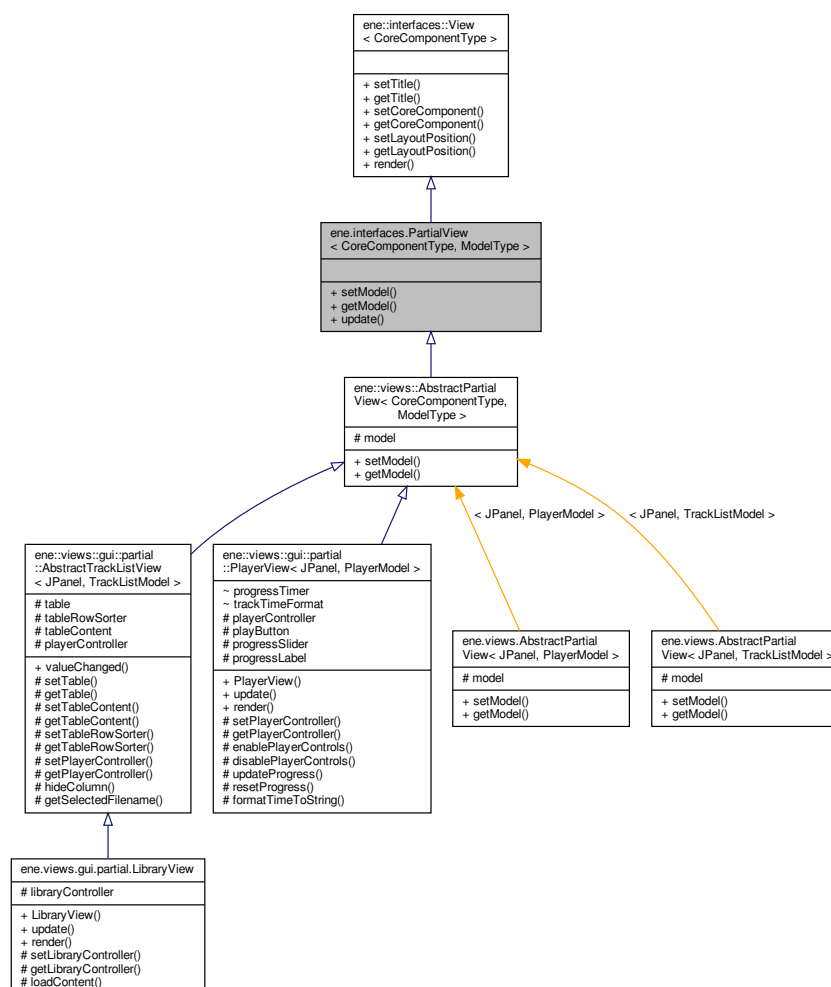 ene::interfaces::View
< CoreComponentType >
+ setTitle()
+ getTitle()
+ setCoreComponent()
+ getCoreComponent()
+ setLayoutPosition()
+ getLayoutPosition()
+ render()
ene.interfaces.PartialView
< CoreComponentType, ModelType >
+ setModel()
+ getModel()
+ update()
ene::views::AbstractPartial
View< CoreComponentType,
ModelType >
# model
+ setModel()
+ getModel()
< JPanel, PlayerModel >
< JPanel, TrackListModel >
ene::views::gui::partial
::AbstractTrackListView
< JPanel, TrackListModel >
# table
# tableRowSorter
# tableContent
# playerController
+ valueChanged()
# setTable()
# getTable()
# setTableContent()
# getTableContent()
# setTableRowSorter()
# getTableRowSorter()
# setPlayerController()
# getPlayerController()
# hideColumn()
# getSelectedFilename()
ene::views::gui::partial
::PlayerView< JPanel, PlayerModel >
~ progressTimer
~ trackTimeFormat
# playerController
# playButton
# progressSlider
# progressLabel
+ PlayerView()
+ update()
+ render()
# setPlayerController()
# getPlayerController()
# enablePlayerControls()
# disablePlayerControls()
# updateProgress()
# resetProgress()
# formatTimeToString()
ene.views.AbstractPartial
View< JPanel, PlayerModel >
# model
+ setModel()
+ getModel()
ene.views.AbstractPartial
View< JPanel, TrackListModel >
# model
+ setModel()
+ getModel()
ene.views.gui.partial.LibraryView
# libraryController
+ LibraryView()
+ update()
+ render()
# setLibraryController()
# getLibraryController()
# loadContent()